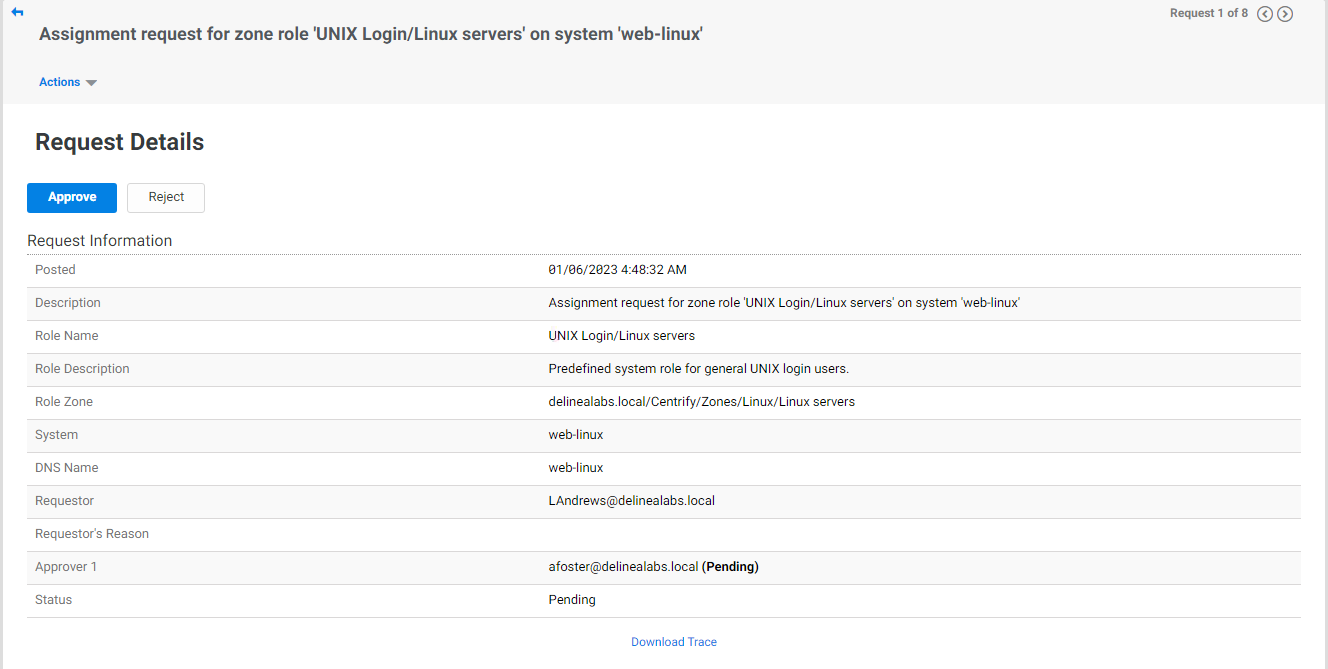 Request 1 of 8
Assignment request for zone role 'UNIX Login/Linux servers' on system 'web-linux'
Actions
Request Details
Approve Reject
Request Information
Posted 01/06/2023 4:48:32 AM
Description Assignment request for zone role 'UNIX Login/Linux servers' on system 'web-linux'
Role Name UNIX Login/Linux servers
Role Description Predefined system role for general UNIX login users.
Role Zone delinealabs.local/Centrify/Zones/Linux/Linux servers
System web-linux
DNS Name web-linux
Requestor LAndrews@delinealabs.local
Requestor's Reason
Approver 1 afoster@delinealabs.local (Pending)
Status Pending
Download Trace